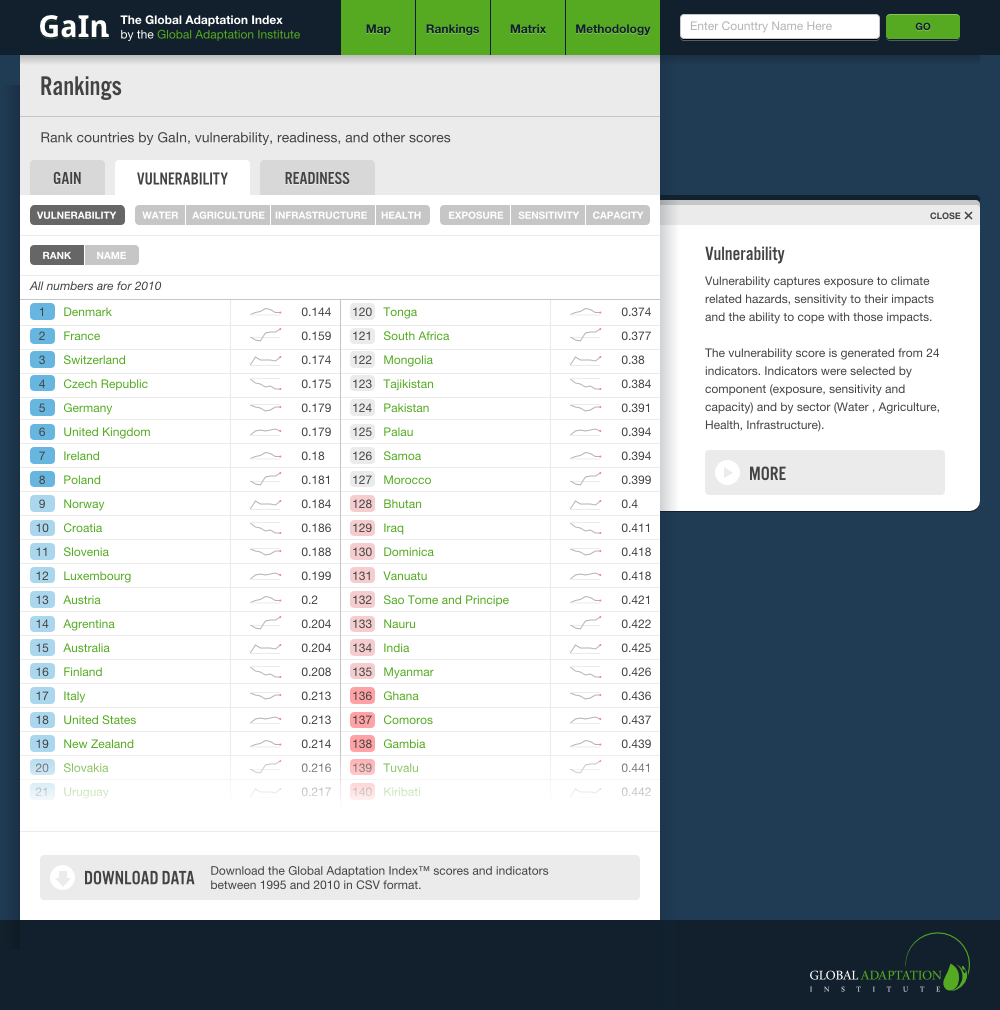 GaIn
The Global Adaptation Index
by the Global Adaptation Institute
Map
Rankings
Matrix
Methodology
Enter Counttry Name Here
GO
Rankings
Rank countries by GaIn, vulnerability, readiness, and other scores
GAIN
VULNERABILITY
READINESS
VULNERABILITY
WATER
AGRICULTURE
INFRASTRUCTURE
HEALTH
EXPOSURE
SENSITIVITY
CAPACITY
RANK
NAME
All numbers are for 2010
1 Denmark 0.144
2 France 0.159
3 Switzerland 0.174
4 Czech Republic 0.175
5 Germany 0.179
6 United Kingdom 0.179
7 Ireland 0.18
8 Poland 0.181
9 Norway 0.184
10 Croatia 0.186
11 Slovenia 0.188
12 Luxembourg 0.199
13 Austria 0.2
14 Agrentina 0.204
15 Australia 0.204
16 Finland 0.208
17 Italy 0.213
18 United States 0.213
19 New Zealand 0.214
20 Slovakia 0.216
21 Uruguay 0.217
120 Tonga 0.374
121 South Africa 0.377
122 Mongolia 0.38
123 Tajikistan 0.384
124 Pakistan 0.391
125 Palau 0.394
126 Samoa 0.394
127 Morocco 0.399
128 Bhutan 0.4
129 Iraq 0.411
130 Dominica 0.418
131 Vanuatu 0.418
132 Sao Tome and Principe 0.421
133 Nauru 0.422
134 India 0.425
135 Myanmar 0.426
136 Ghana 0.436
137 Comoros 0.437
138 Gambia 0.439
139 Tuvalu 0.441
140 Kiribati 0.442
DOWNLOAD DATA
Download the Global Adaptation Index™ scores and indicators
between 1995 and 2010 in CSV format.
CLOSE ✕
Vulnerability
Vulnerability captures exposure to climate
related hazards, sensitivity to their impacts
and the ability to cope with those impacts.
The vulnerability score is generated from 24
indicators. Indicators were selected by
component (exposure, sensitivity and
capacity) and by sector (Water , Agriculture,
Health, Infrastructure).
MORE
GLOBAL ADAPTATION
INSTITUTE